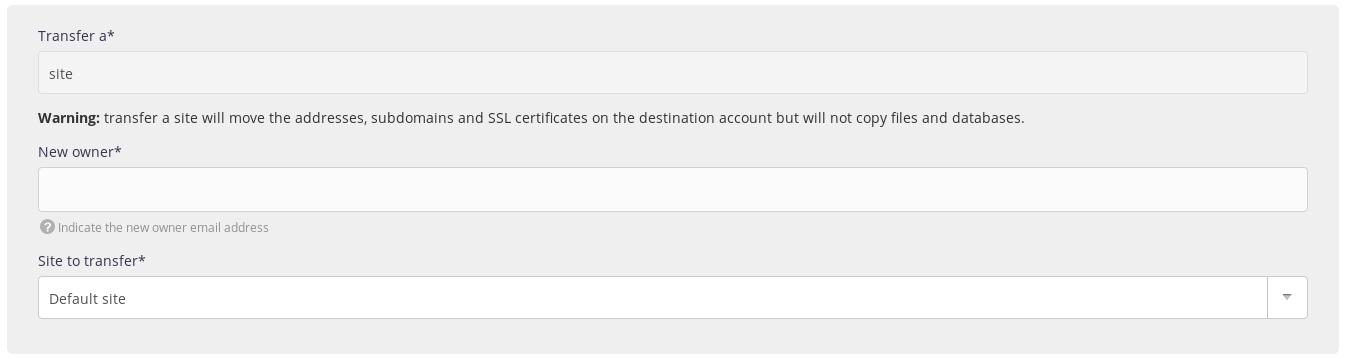 Transfer a*
site
Warning: transfer a site will move the addresses, subdomains and SSL certificates on the destination account but will not copy files and databases.
New owner*
? Indicate the new owner email address
Site to transfer*
Default site